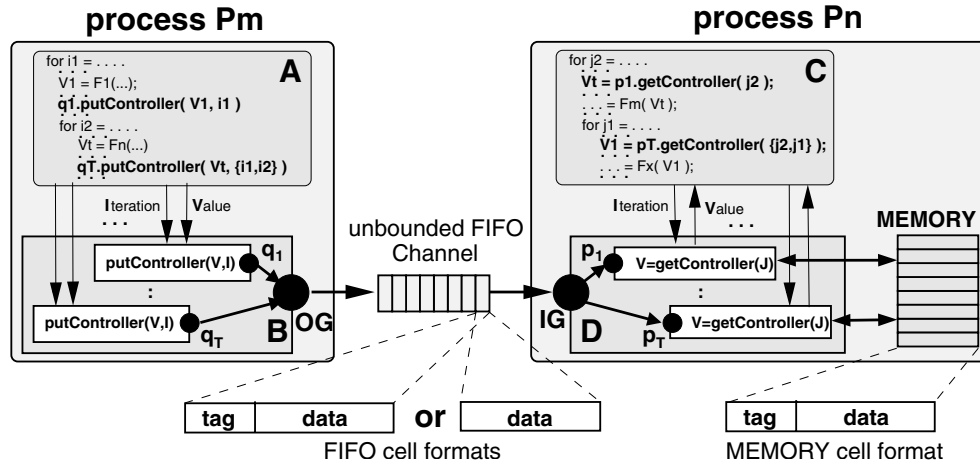 process Pm
A
for i1 = . . . .
. . .
V1 = F1(...);
. . .
q1.putController( V1, i1 )
. . .
for i2 = . . . .
. . .
Vt = Fn(...)
. . .
qT.putController( Vt, {i1,i2} )
Iteration
Value
. . .
putController(V,I)
q1
:
putController(V,I)
qT
B
OG
unbounded FIFO
Channel
process Pn
C
for j2 = . . . .
. . .
Vt = p1.getController( j2 );
. . .
. . . = Fm( Vt );
for j1 = . . . .
. . .
V1 = pT.getController( {j2,j1} );
. . .
. . . = Fx( V1 );
Iteration
Value
. . .
MEMORY
p1
V=getController(J)
:
IG
D
pT
V=getController(J)
tag
data
or
data
FIFO cell formats
tag
data
MEMORY cell format